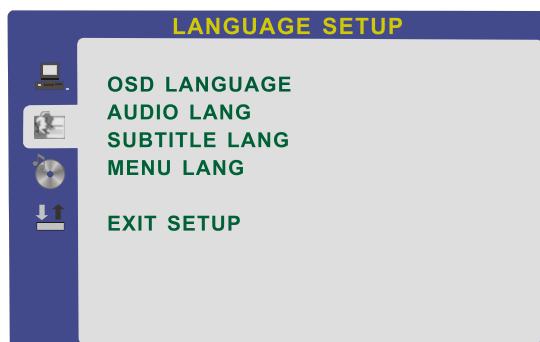 LANGUAGE SETUP
OSD LANGUAGE
AUDIO LANG
SUBTITLE LANG
MENU LANG
EXIT SETUP